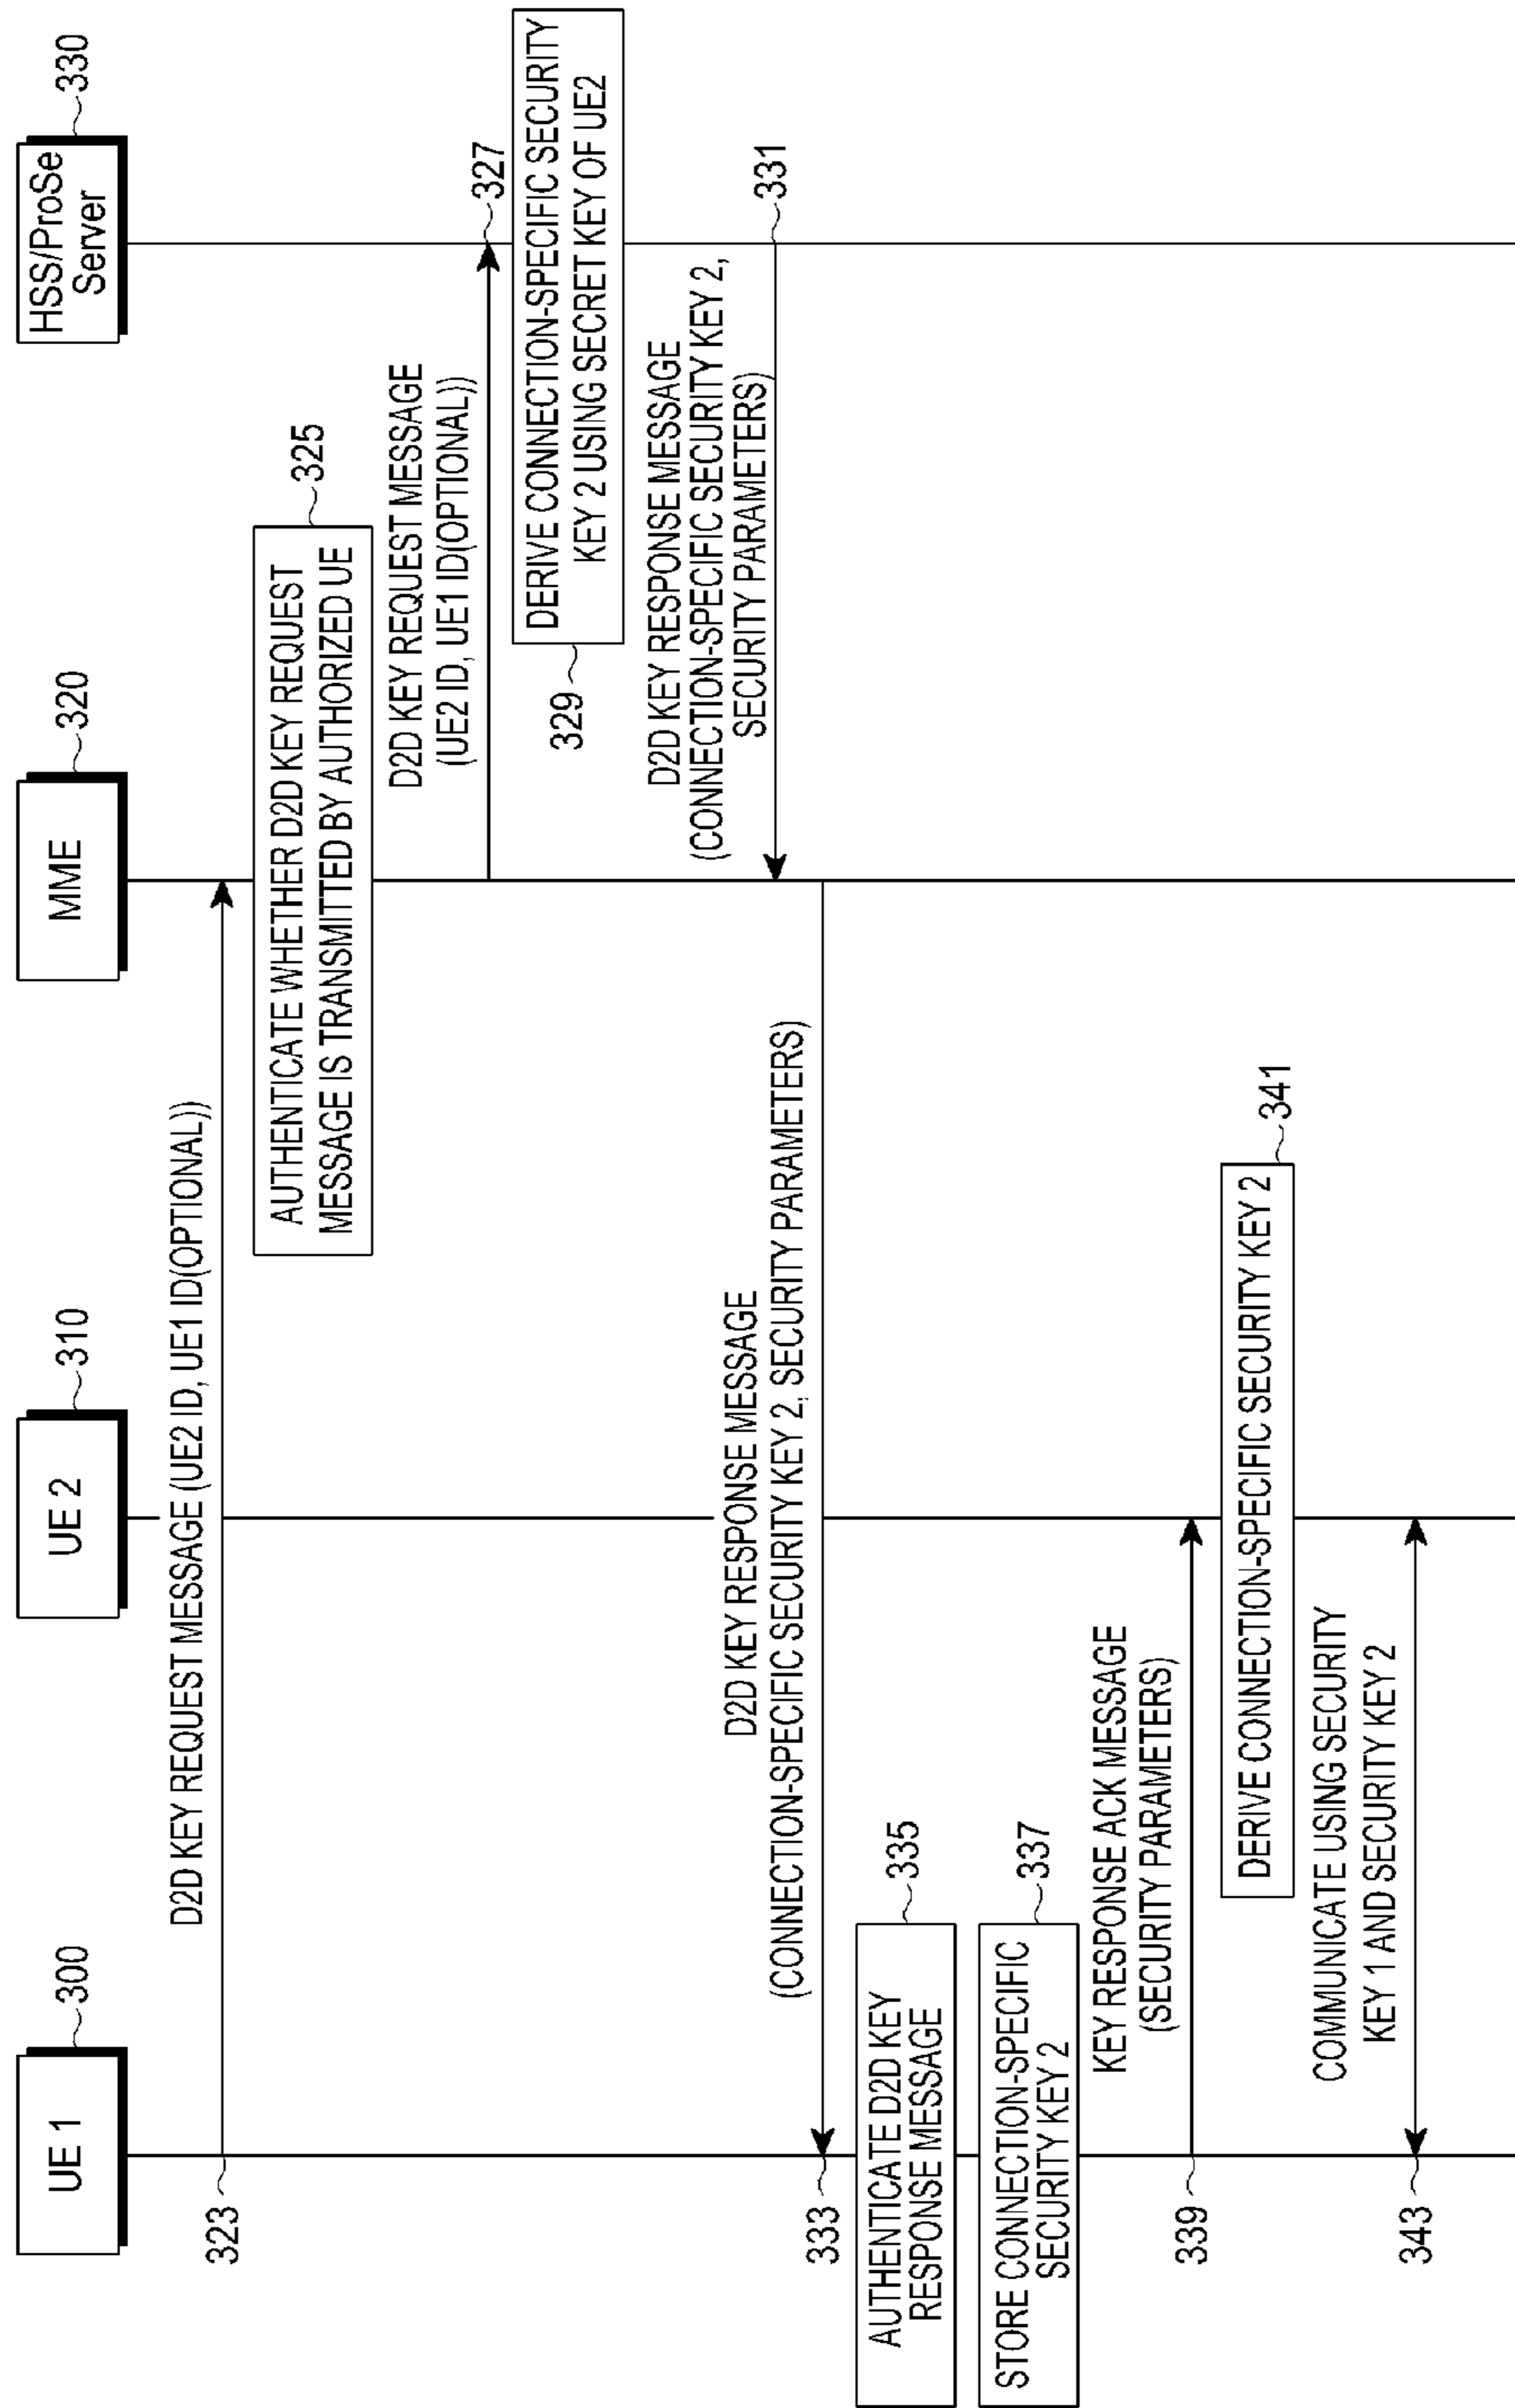 UE 1
300
UE 2
310
MME
320
HSS/ProSe
Server
330
323
D2D KEY REQUEST MESSAGE (UE2 ID, UE1 ID(OPTIONAL))
AUTHENTICATE WHETHER D2D KEY REQUEST
MESSAGE IS TRANSMITTED BY AUTHORIZED UE
325
D2D KEY REQUEST MESSAGE
(UE2 ID, UE1 ID(OPTIONAL))
327
DERIVE CONNECTION-SPECIFIC SECURITY
KEY 2 USING SECRET KEY OF UE2
329
D2D KEY RESPONSE MESSAGE
(CONNECTION-SPECIFIC SECURITY KEY 2,
SECURITY PARAMETERS)
331
D2D KEY RESPONSE MESSAGE
(CONNECTION-SPECIFIC SECURITY KEY 2, SECURITY PARAMETERS)
333
AUTHENTICATE D2D KEY
RESPONSE MESSAGE
335
STORE CONNECTION-SPECIFIC
SECURITY KEY 2
337
KEY RESPONSE ACK MESSAGE
(SECURITY PARAMETERS)
339
DERIVE CONNECTION-SPECIFIC SECURITY KEY 2
341
COMMUNICATE USING SECURITY
KEY 1 AND SECURITY KEY 2
343